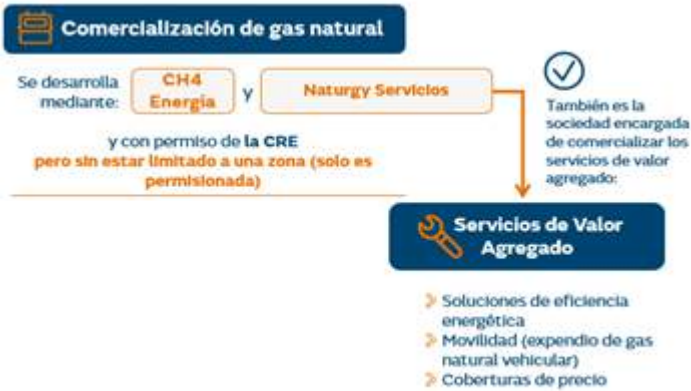 Comercialización de gas natural
Se desarrolla
mediante:
CH4
Energía
y
Naturgy Servicios
y con permiso de la CRE
pero sin estar limitado a una zona (solo es
permisionada)
También es la
sociedad encargada
de comercializar los
servicios de valor
agregado:
Servicios de Valor
Agregado
Soluciones de eficiencia
energética
Movilidad (expendio de gas
natural vehicular)
Coberturas de precio